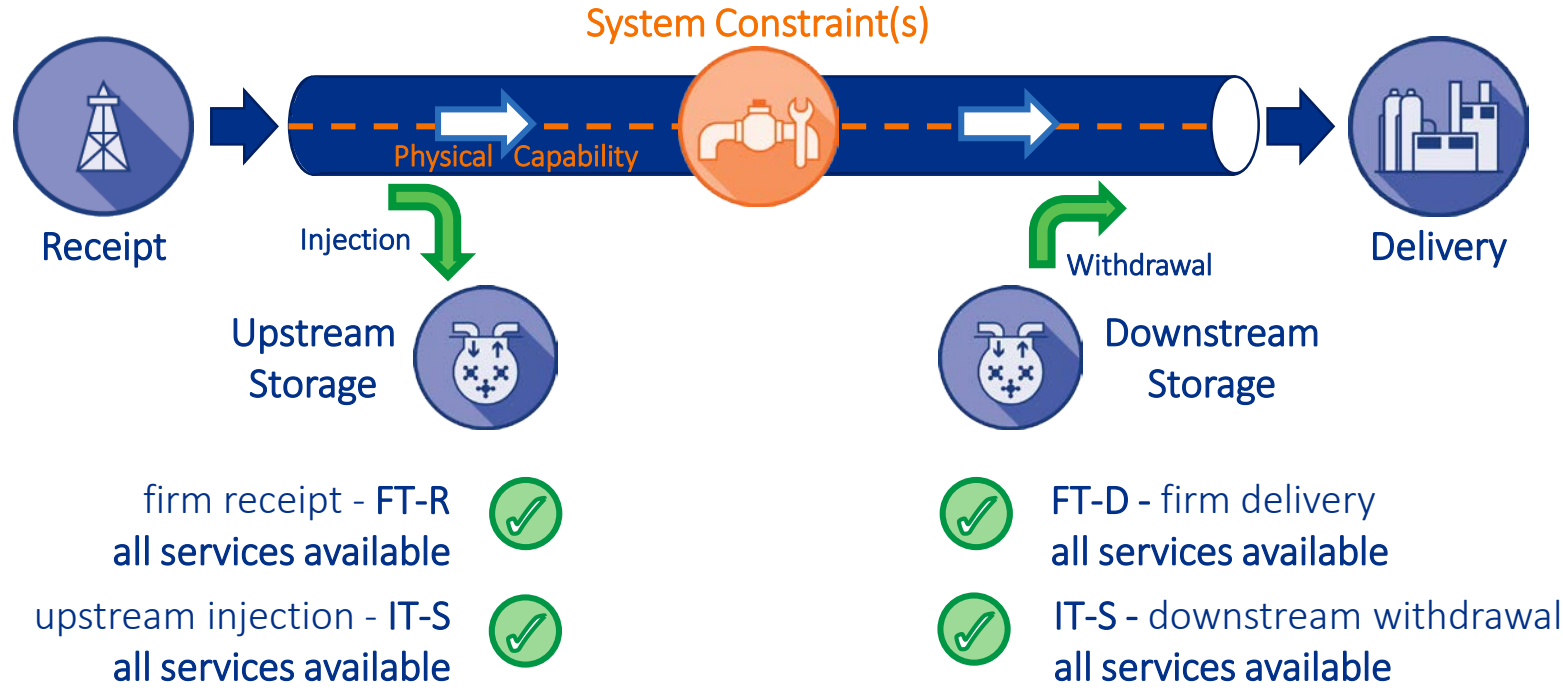 System Constraint(s)
Physical Capability
Receipt
Injection
Withdrawal
Delivery
Upstream
Storage
Downstream
Storage
firm receipt - FT-R
all services available
upstream injection - IT-S
all services available
FT-D - firm delivery
all services available
IT-S - downstream withdrawal
all services available